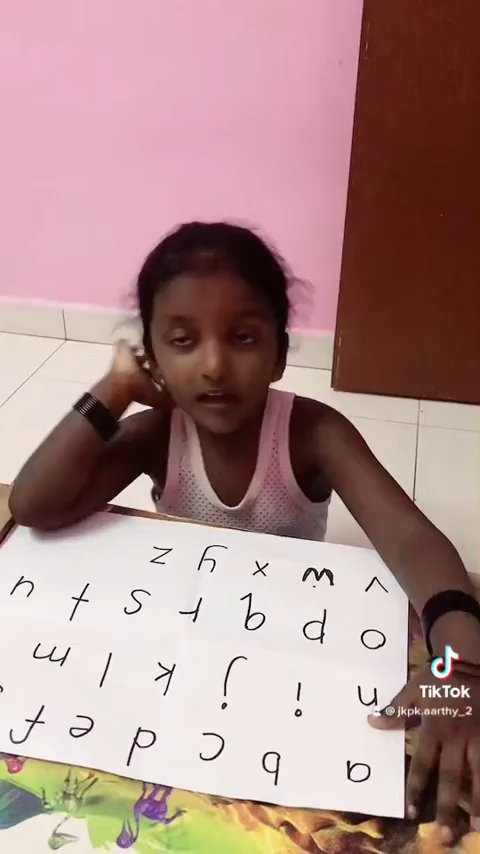 a b c d e f
h i j k l m
o p q r s t u
v w x y z
TikTok
@jkpk.aarthy_2